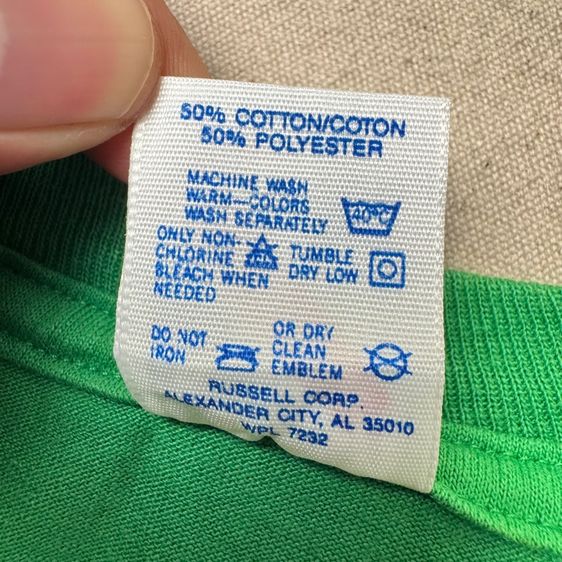 50% COTTON/COTON
50% POLYESTER
MACHINE WASH
WARM-COLORS
WASH SEPARATELY
40°C
ONLY NON-
CHLORINE
BLEACH WHEN
NEEDED
TUMBLE
DRY LOW
DO NOT
IRON
OR DRY
CLEAN
EMBLEM
RUSSELL CORP.
ALEXANDER CITY, AL 35010
WPL 7232